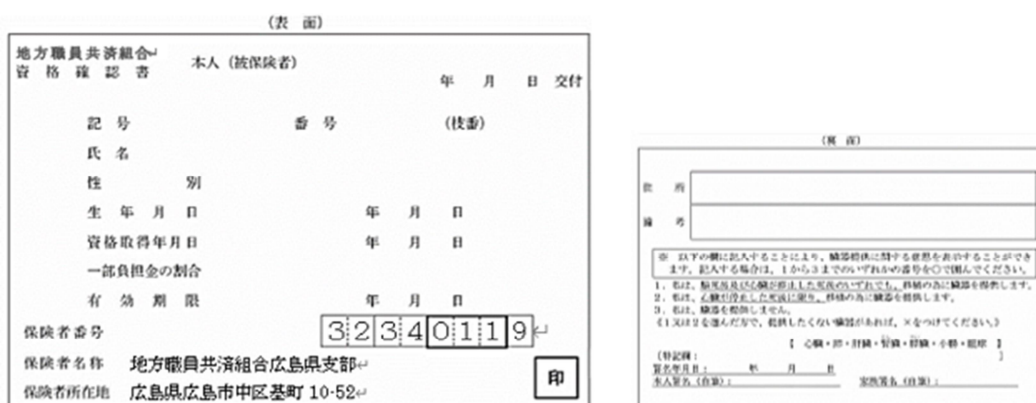 (表　面)
地方職員共済組合↵
資　格　確　認　書
本人（被保険者）
年　月　日　交付
記　号　番　号　(枝番)
氏　名
性　別
生　年　月　日　年　月　日
資格取得年月日　年　月　日
一部負担金の割合
有　効　期　限　年　月　日
保険者番号　32340119↵
保険者名称　地方職員共済組合広島県支部↵
保険者所在地　広島県広島市中区基町 10-52↵
印
(裏　面)
住　所
備　考
※　以下の欄に記入することにより、臓器提供に関する意思を表示することができ
ます。記入する場合は、1から3までのいずれかの番号を○で囲んでください。
1. 私は、脳死後及び心臓が停止した死後のいずれでも、移植の為に臓器を提供します。
2. 私は、心臓が停止した死後に限り、移植の為に臓器を提供します。
3. 私は、臓器を提供しません。
《1又は2を選んだ方で、提供したくない臓器があれば、×をつけてください。》
【　心臓・肺・肝臓・腎臓・膵臓・小腸・眼球　】
〔特記欄：　〕
署名年月日：　年　月　日
本人署名（自筆）：　家族署名（自筆）：